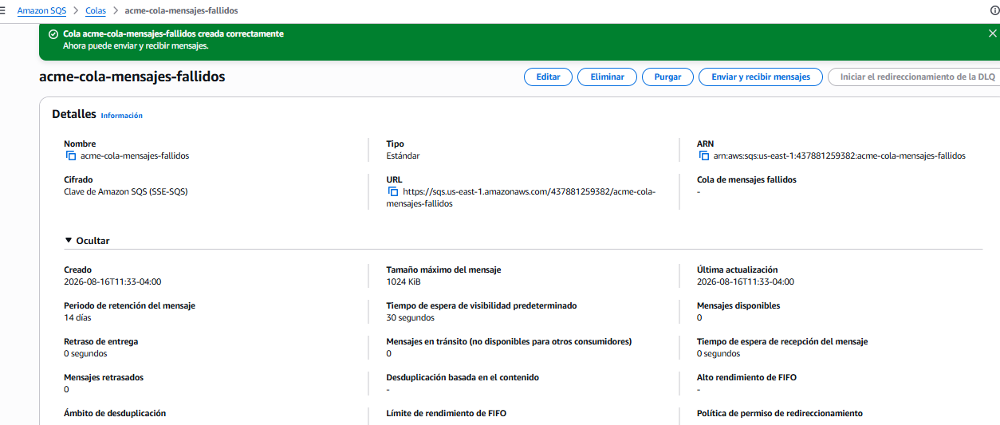 Amazon SQS > Colas > acme-cola-mensajes-fallidos
Cola acme-cola-mensajes-fallidos creada correctamente
Ahora puede enviar y recibir mensajes.
acme-cola-mensajes-fallidos
Editar
Eliminar
Purgar
Enviar y recibir mensajes
Iniciar el redireccionamiento de la DLQ
Detalles Información
Nombre
acme-cola-mensajes-fallidos
Tipo
Estándar
ARN
arn:aws:sqs:us-east-1:437881259382:acme-cola-mensajes-fallidos
Cifrado
Clave de Amazon SQS (SSE-SQS)
URL
https://sqs.us-east-1.amazonaws.com/437881259382/acme-cola-
mensajes-fallidos
Cola de mensajes fallidos
-
Ocultar
Creado
2026-08-16T11:33-04:00
Tamaño máximo del mensaje
1024 KiB
Última actualización
2026-08-16T11:33-04:00
Periodo de retención del mensaje
14 días
Tiempo de espera de visibilidad predeterminado
30 segundos
Mensajes disponibles
0
Retraso de entrega
0 segundos
Mensajes en tránsito (no disponibles para otros consumidores)
0
Tiempo de espera de recepción del mensaje
0 segundos
Mensajes retrasados
0
Desduplicación basada en el contenido
-
Alto rendimiento de FIFO
-
Ámbito de desduplicación
Límite de rendimiento de FIFO
Política de permiso de redireccionamiento